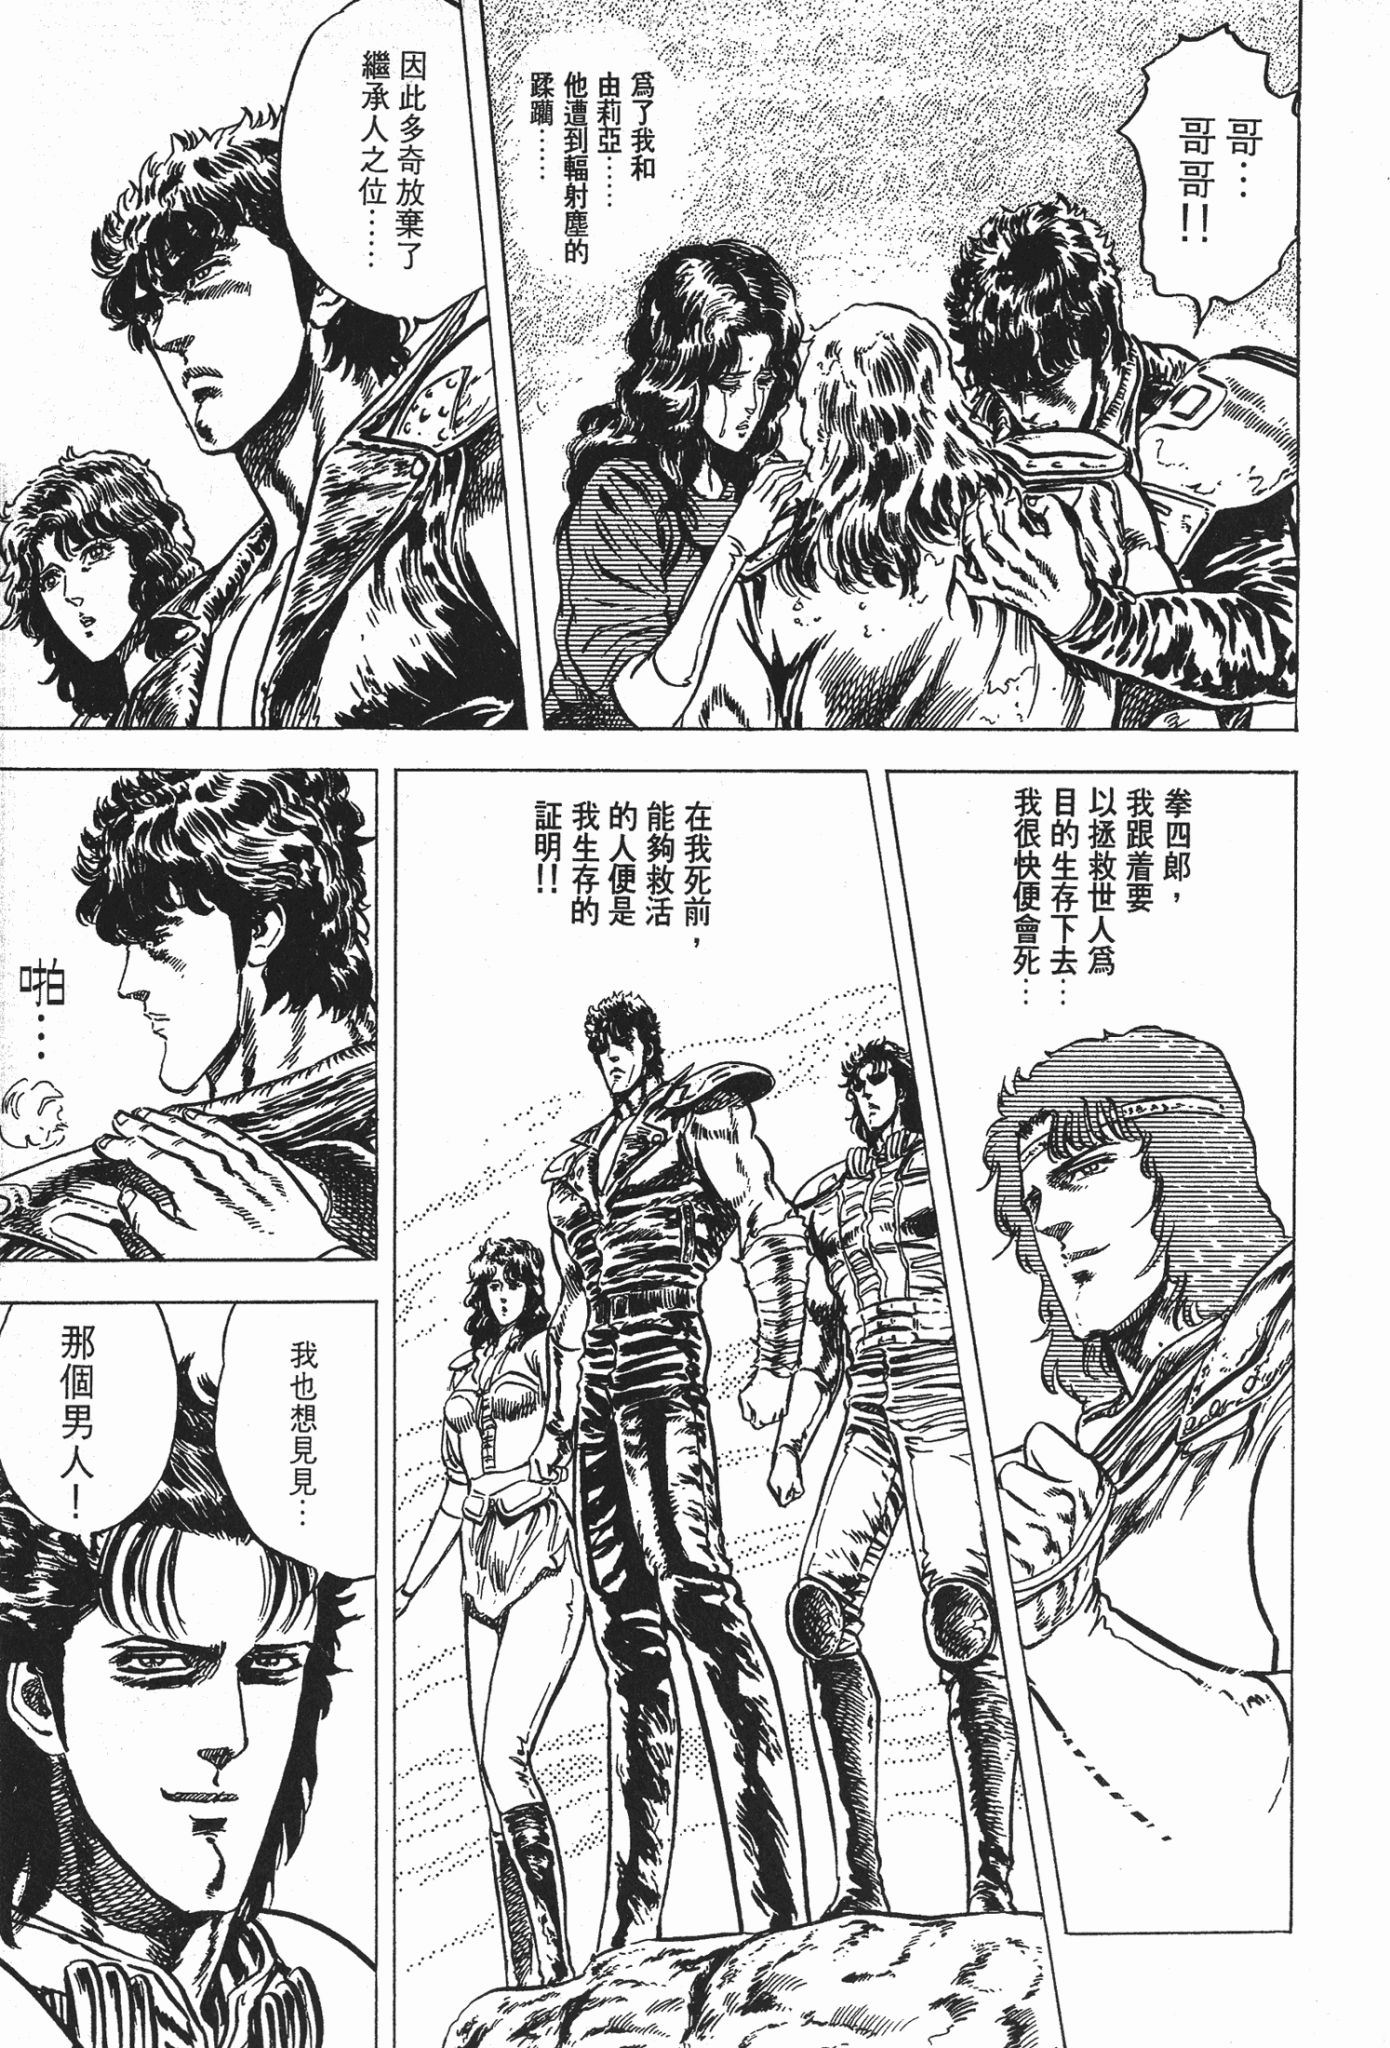 哥…
哥哥!!
爲了我和
由莉亞……
他遭到輻射塵的
蹂躪……
因此多奇放棄了
繼承人之位……
拳四郎，
我跟着要
以拯救世人爲
目的生存下去…
我很快便會死…
在我死前，
能夠救活
的人便是
我生存的
証明!!
啪…
我也想見見…
那個男人！